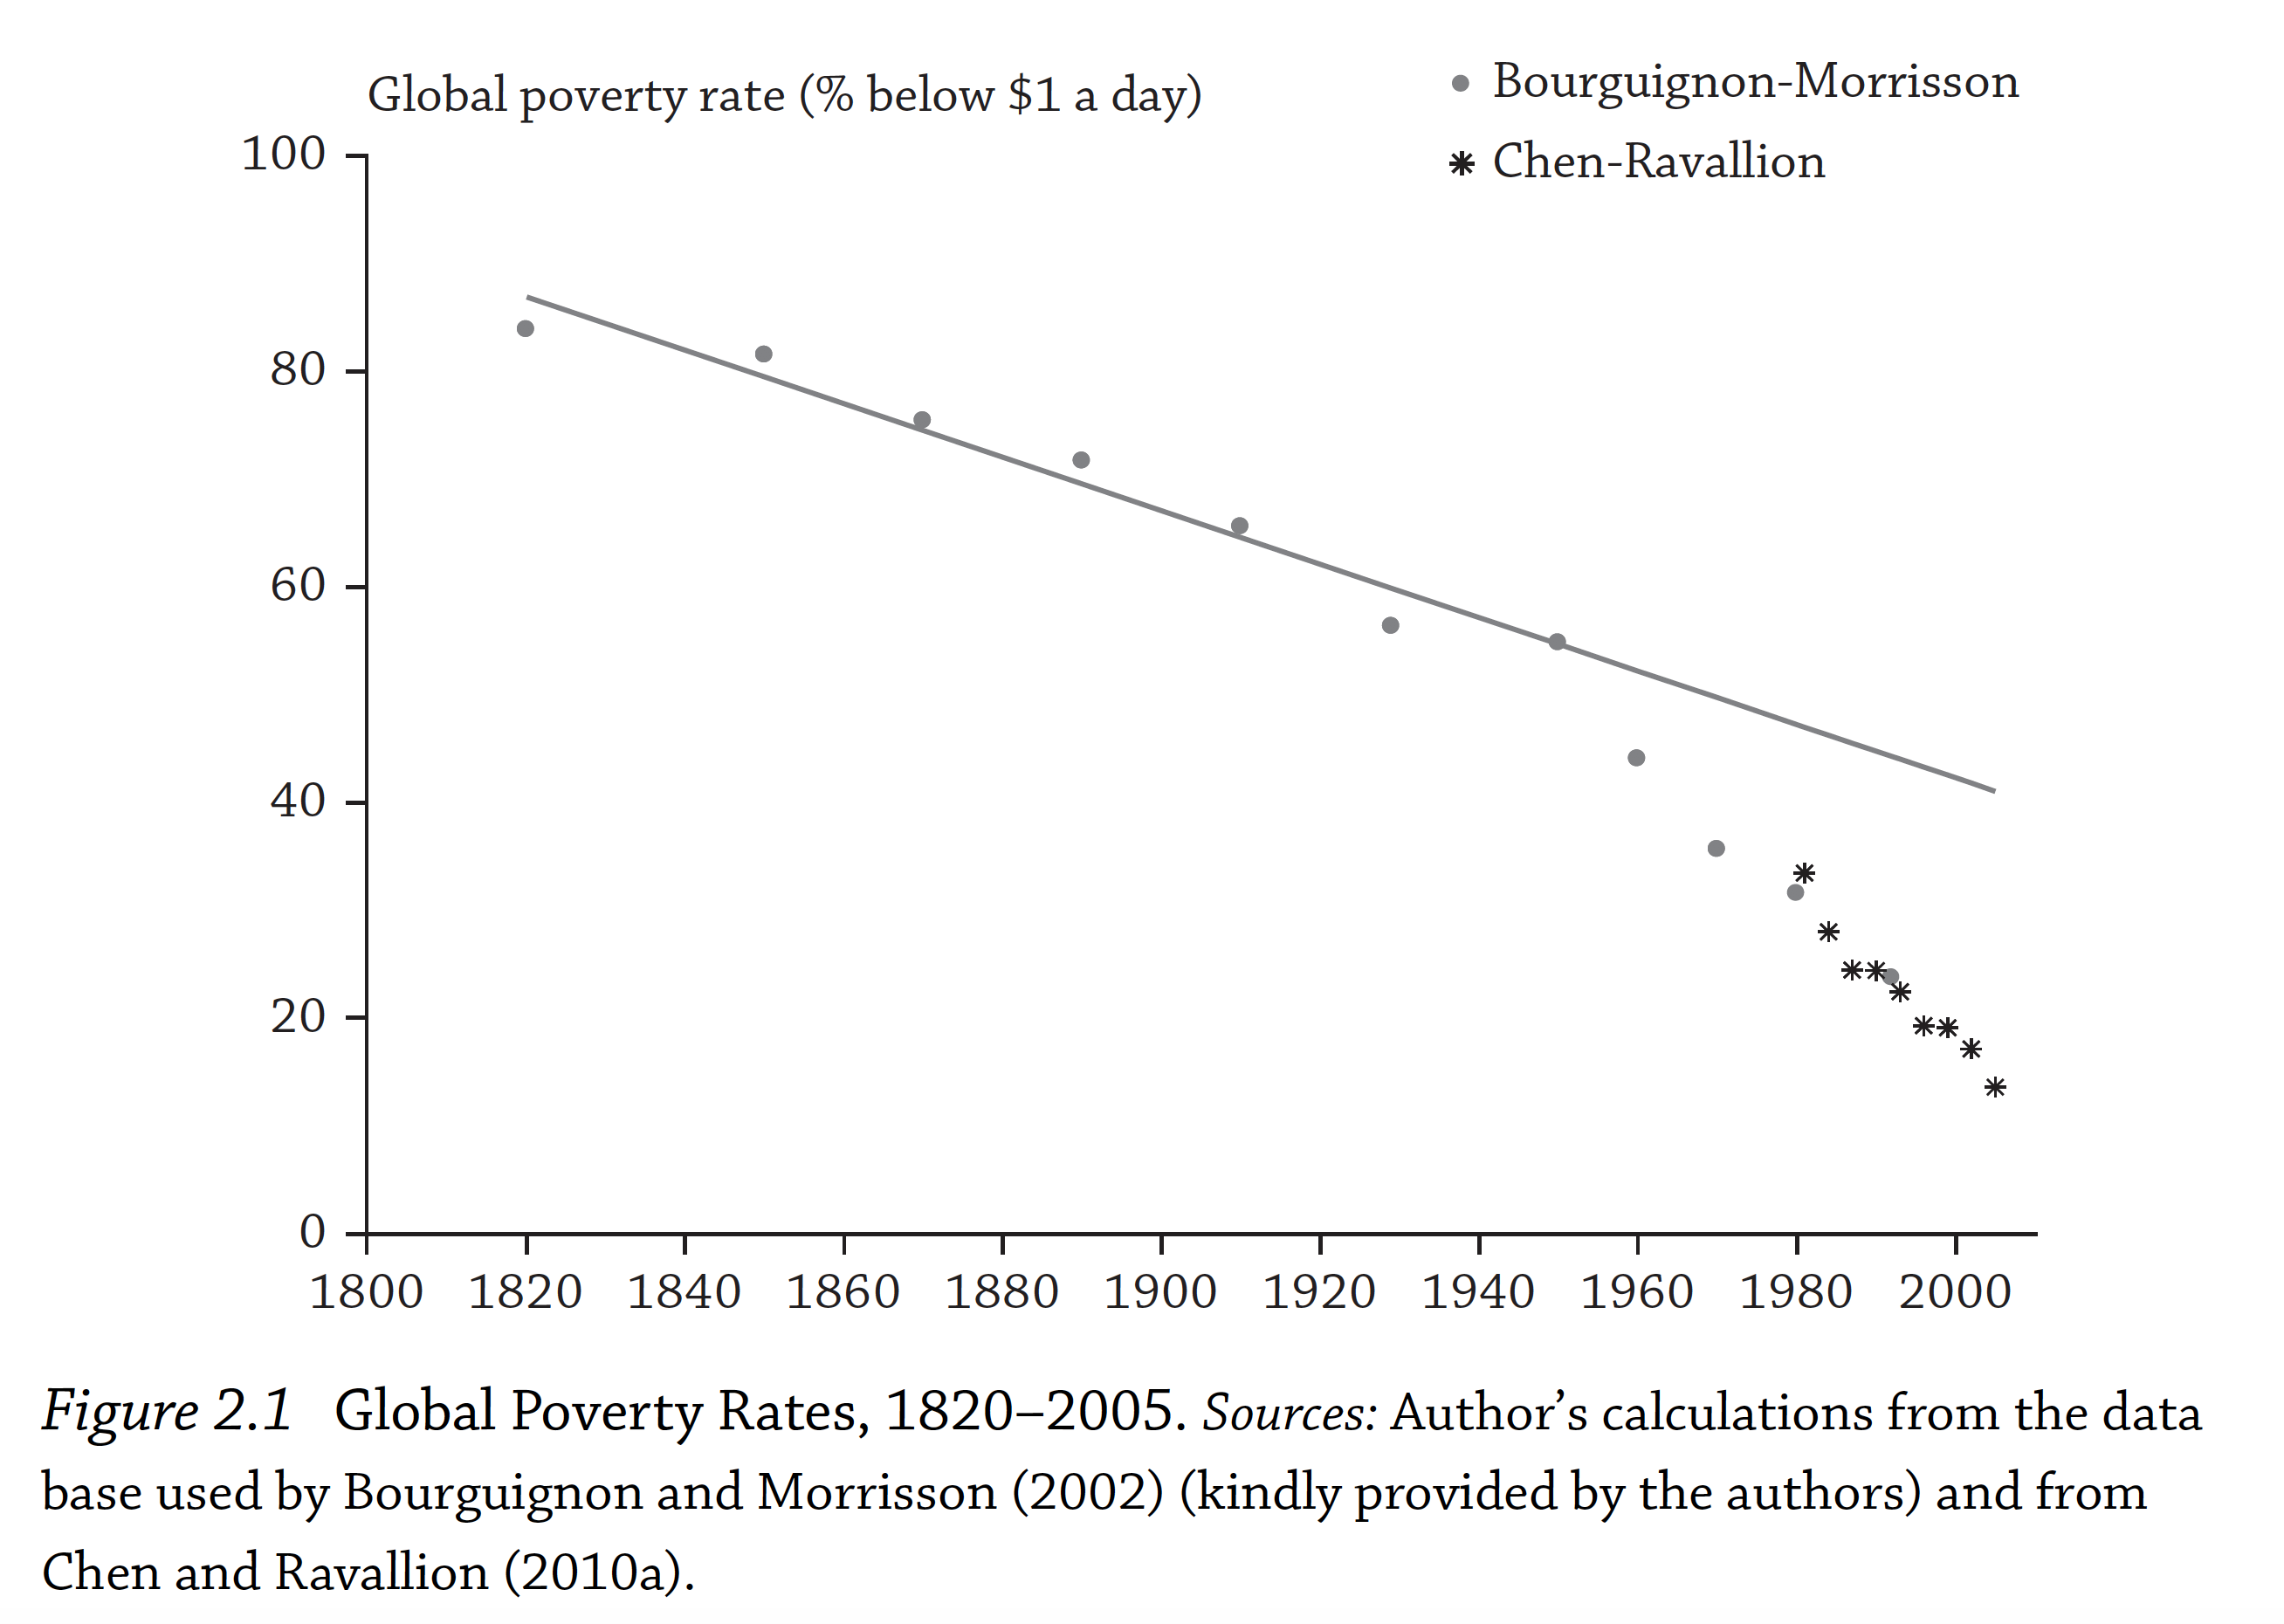 Global poverty rate (% below $1 a day)
Bourguignon-Morrisson
Chen-Ravallion
100
80
60
40
20
0
1800 1820 1840 1860 1880 1900 1920 1940 1960 1980 2000
Figure 2.1 Global Poverty Rates, 1820–2005. Sources: Author’s calculations from the data
base used by Bourguignon and Morrisson (2002) (kindly provided by the authors) and from
Chen and Ravallion (2010a).